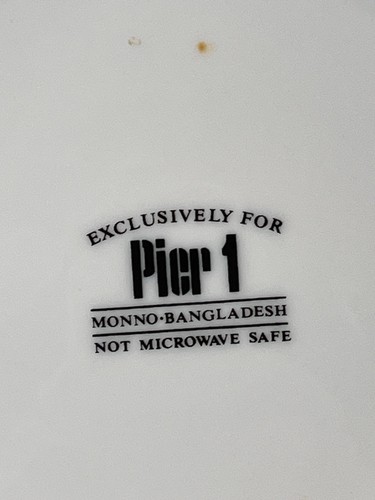 EXCLUSIVELY FOR
Pier 1
MONNO·BANGLADESH
NOT MICROWAVE SAFE